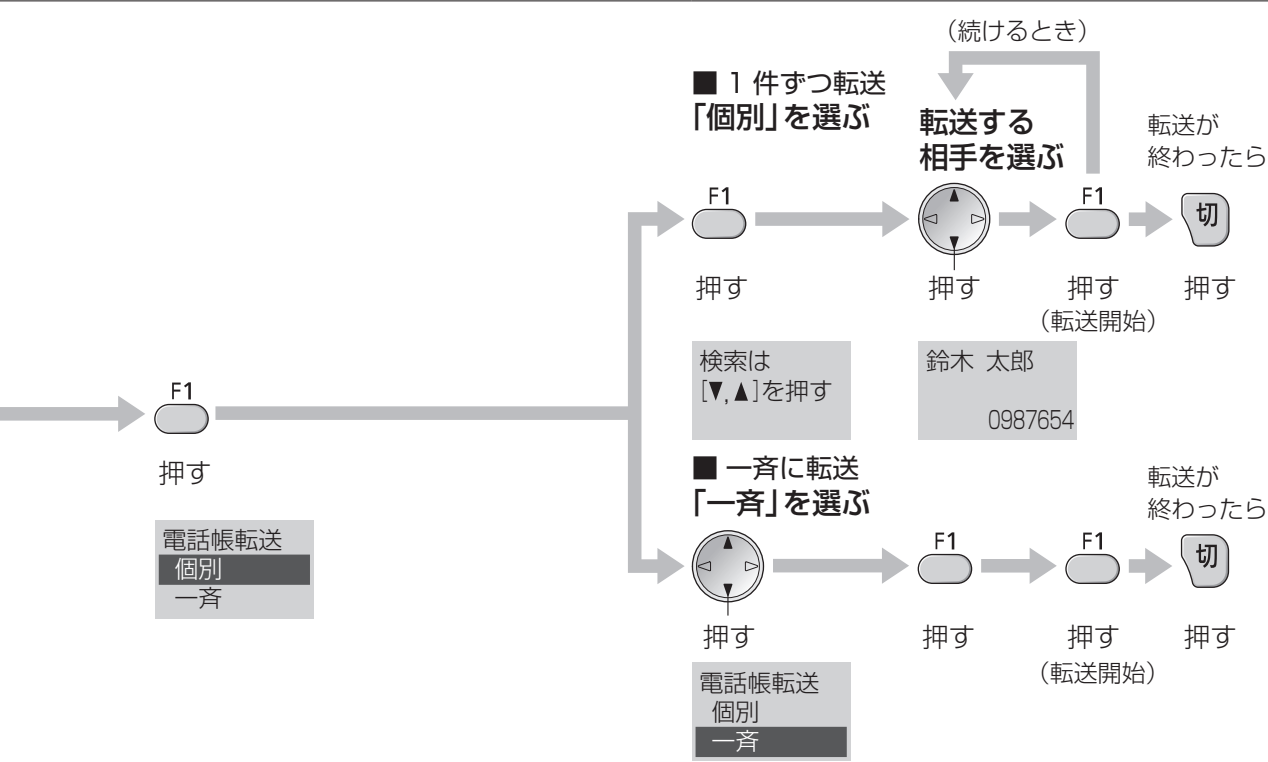 F1
押す
電話帳転送
個別
一斉
■ 1 件ずつ転送
「個別」を選ぶ
F1
押す
検索は
[▼,▲]を押す
（続けるとき）
転送する
相手を選ぶ
押す
鈴木 太郎
0987654
F1
押す
（転送開始）
転送が
終わったら
切
押す
■ 一斉に転送
「一斉」を選ぶ
押す
電話帳転送
個別
一斉
F1
押す
F1
押す
（転送開始）
転送が
終わったら
切
押す